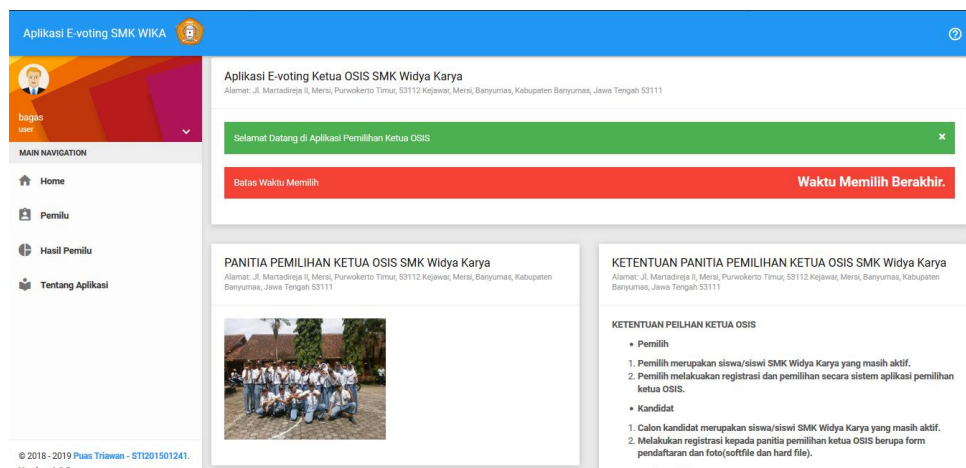 Aplikasi E-voting SMK WIKA
bagas
user
MAIN NAVIGATION
Home
Pemilu
Hasil Pemilu
Tentang Aplikasi
© 2018 - 2019 Puas Triawan - STI201501241.
Aplikasi E-voting Ketua OSIS SMK Widya Karya
Alamat: Jl. Martadireja II, Mersi, Purwokerto Timur, 53112 Kejawar, Mersi, Banyumas, Kabupaten Banyumas, Jawa Tengah 53111
Selamat Datang di Aplikasi Pemilihan Ketua OSIS ×
Batas Waktu Memilih Waktu Memilih Berakhir.
PANITIA PEMILIHAN KETUA OSIS SMK Widya Karya
Alamat: Jl. Martadireja II, Mersi, Purwokerto Timur, 53112 Kejawar, Mersi, Banyumas, Kabupaten
Banyumas, Jawa Tengah 53111
KETENTUAN PANITIA PEMILIHAN KETUA OSIS SMK Widya Karya
Alamat: Jl. Martadireja II, Mersi, Purwokerto Timur, 53112 Kejawar, Mersi, Banyumas, Kabupaten
Banyumas, Jawa Tengah 53111
KETENTUAN PEILHAN KETUA OSIS
• Pemilih
1. Pemilih merupakan siswa/siswi SMK Widya Karya yang masih aktif.
2. Pemilih melakuakan registrasi dan pemilihan secara sistem aplikasi pemilihan
ketua OSIS.
• Kandidat
1. Calon kandidat merupakan siswa/siswi SMK Widya Karya yang masih aktif.
2. Melakukan registrasi kepada panitia pemilihan ketua OSIS berupa form
pendaftaran dan foto(softfile dan hard file).